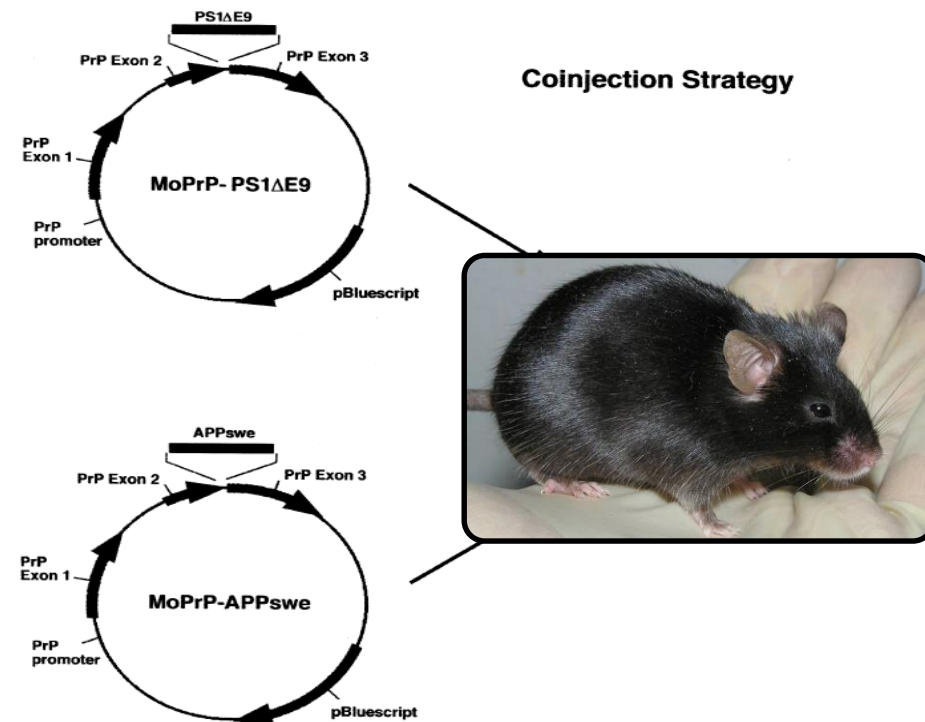 PS1ΔE9
PrP Exon 2
PrP Exon 3
Coinjection Strategy
PrP
Exon 1
MoPrP- PS1ΔE9
PrP
promoter
pBluescript
APPswe
PrP Exon 2
PrP Exon 3
PrP
Exon 1
MoPrP-APPswe
PrP
promoter
pBluescript